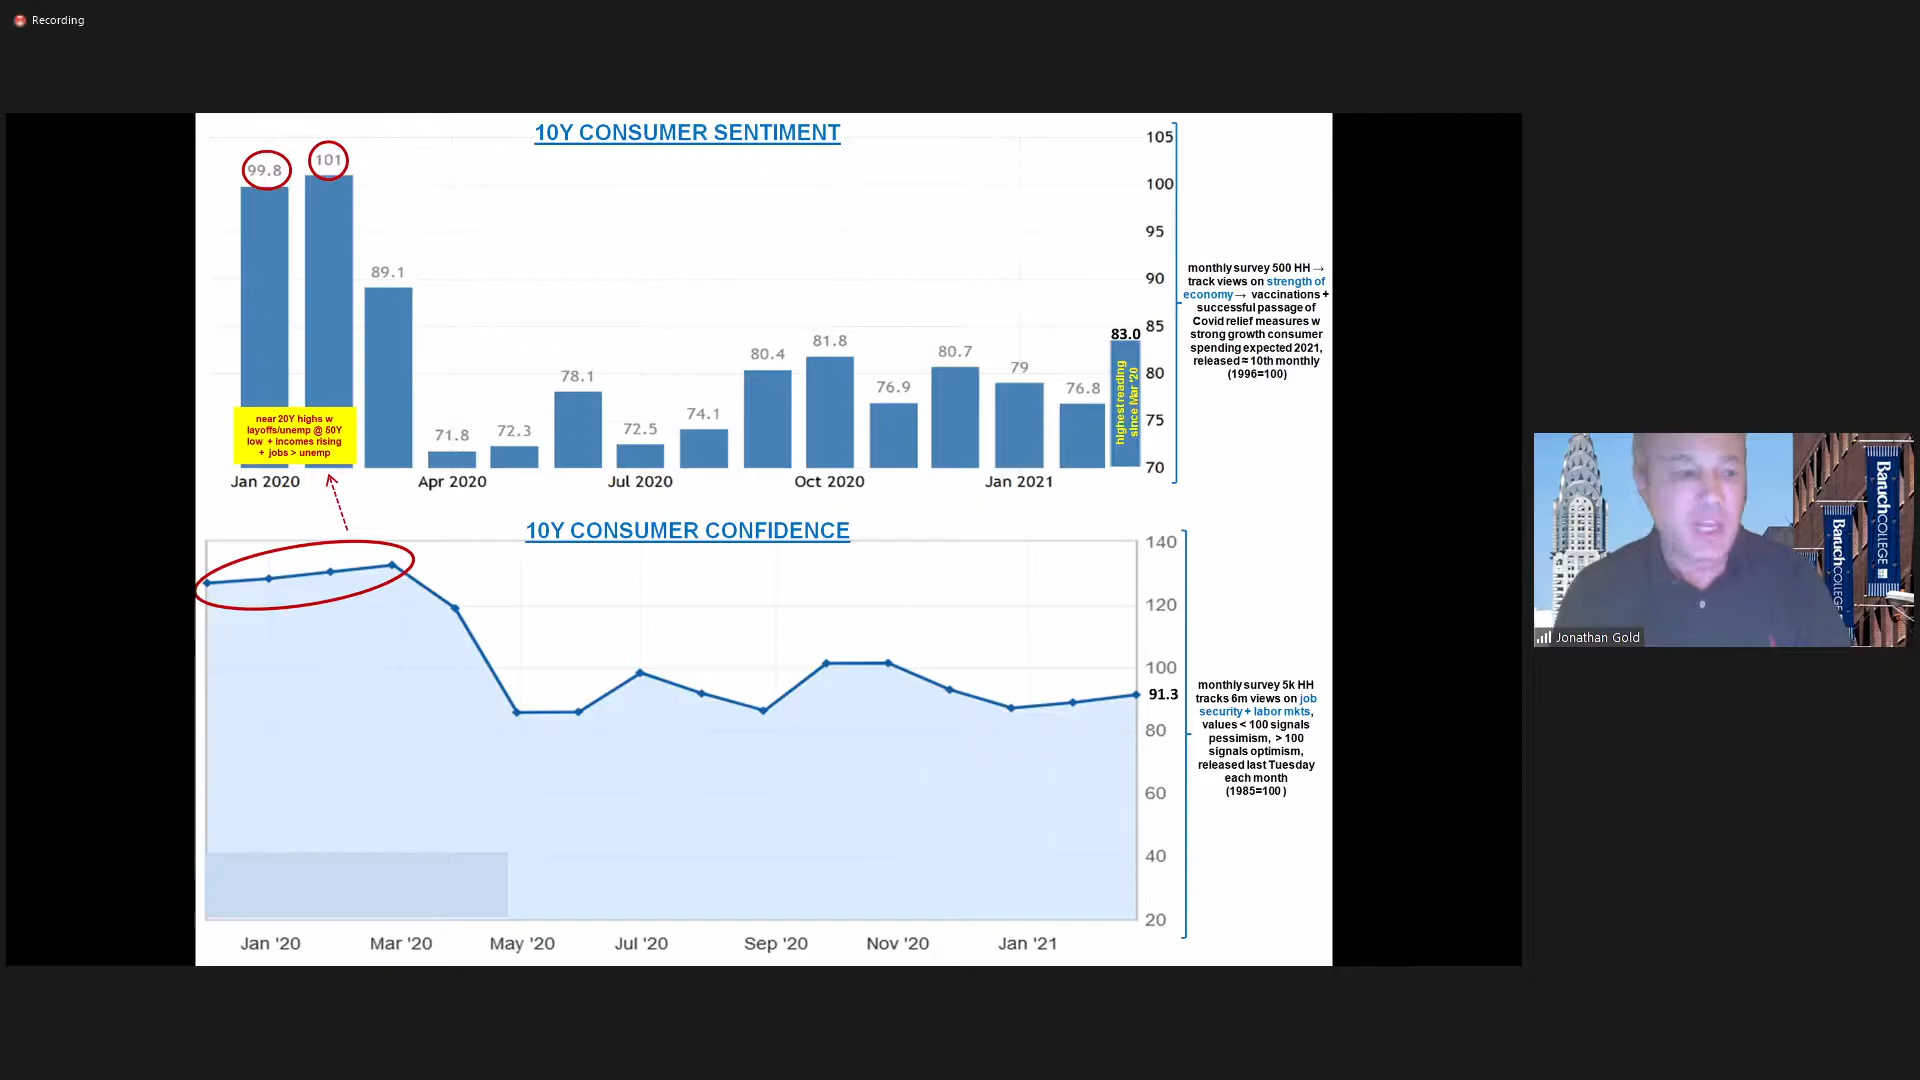 Recording
10Y CONSUMER SENTIMENT
105
100
95
90
85
80
75
70
99.8
101
89.1
71.8
72.3
78.1
72.5
74.1
80.4
81.8
76.9
80.7
79
76.8
83.0
highest reading
since Mar '20
near 20Y highs w
layoffs/unemp @ 50Y
low + incomes rising
+ jobs > unemp
Jan 2020
Apr 2020
Jul 2020
Oct 2020
Jan 2021
monthly survey 500 HH →
track views on strength of
economy → vaccinations +
successful passage of
Covid relief measures w
strong growth consumer
spending expected 2021,
released ≈ 10th monthly
(1996=100)
10Y CONSUMER CONFIDENCE
140
120
100
91.3
80
60
40
20
Jan '20
Mar '20
May '20
Jul '20
Sep '20
Nov '20
Jan '21
monthly survey 5k HH
tracks 6m views on job
security + labor mkts,
values < 100 signals
pessimism, > 100
signals optimism,
released last Tuesday
each month
(1985=100 )
Baruch COLLEGE
Baruch COLLEGE
Jonathan Gold